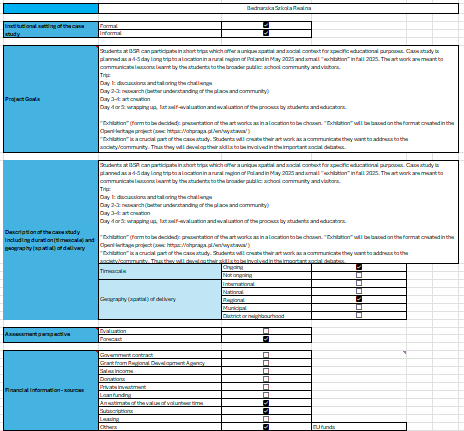 Bednarska Szkoła Realna
Institutional setting of the case study
Formal
Informal
Project Goals
Students at BSR can participate in short trips which offer a unique spatial and social context for specific educational purposes. Case study is
planned as a 4-5 day long trip to a location in a rural region of Poland in May 2025 and small "exhibition" in fall 2025. The art work are meant to
communicate lessons learnt by the students to the broader public: school community and visitors.
Trip:
Day 1: discussions and tailoring the challenge
Day 2-3: research (better understanding of the place and community)
Day 3-4: art creation
Day 4 or 5: wrapping up, 1st self-evaluation and evaluation of the process by students and educators.
"Exhibition" (form to be decided): presentation of the art works as in a location to be chosen. "Exhibition" will be based on the format created in the
OpenHeritage project (see: https://ohpraga.pl/en/wystawa/)
"Exhibition" is a crucial part of the case study. Students will create their art work as a communicate they want to address to the
society/community. Thus they will develop their skills to be involved in the important social debates.
Description of the case study including duration (timescale) and geography (spatial) of delivery
Students at BSR can participate in short trips which offer a unique spatial and social context for specific educational purposes. Case study is
planned as a 4-5 day long trip to a location in a rural region of Poland in May 2025 and small "exhibition" in fall 2025. The art work are meant to
communicate lessons learnt by the students to the broader public: school community and visitors.
Trip:
Day 1: discussions and tailoring the challenge
Day 2-3: research (better understanding of the place and community)
Day 3-4: art creation
Day 4 or 5: wrapping up, 1st self-evaluation and evaluation of the process by students and educators.
"Exhibition" (form to be decided): presentation of the art works as in a location to be chosen. "Exhibition" will be based on the format created in the
OpenHeritage project (see: https://ohpraga.pl/en/wystawa/)
"Exhibition" is a crucial part of the case study. Students will create their art work as a communicate they want to address to the
society/community. Thus they will develop their skills to be involved in the important social debates.
Timescale
Ongoing
Not ongoing
Geography (spatial) of delivery
International
National
Regional
Municipal
District or neighbourhood
Assessment perspective
Evaluation
Forecast
Financial information - sources
Government contract
Grant from Regional Development Agency
Sales income
Donations
Private investment
Loan funding
An estimate of the value of volunteer time
Subscriptions
Leasing
Others
EU funds